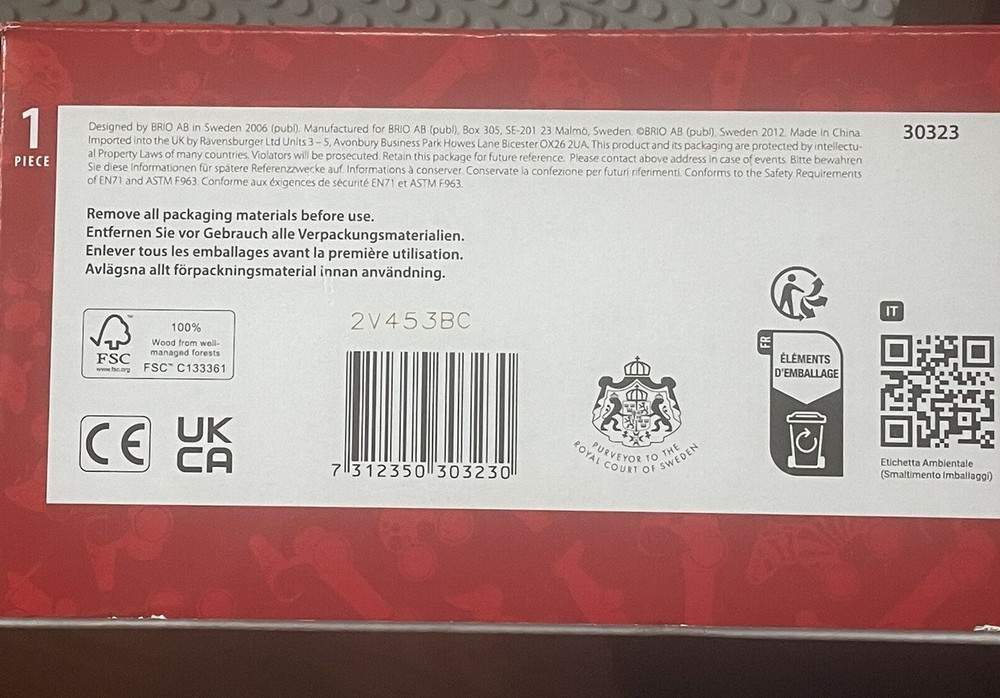 1
PIECE
Designed by BRIO AB in Sweden 2006 (publ). Manufactured for BRIO AB (publ), Box 305, SE-201 23 Malmö, Sweden. ©BRIO AB (publ), Sweden 2012. Made in China.
Imported into the UK by Ravensburger Ltd Units 3 – 5, Avonbury Business Park Howes Lane Bicester OX26 2UA. This product and its packaging are protected by intellectu-
al Property Laws of many countries. Violators will be prosecuted. Retain this package for future reference. Please contact above address in case of events. Bitte bewahren
Sie diese Informationen für spätere Referenzzwecke auf. Informations à conserver. Conservate la confezione per futuri riferimenti. Conforms to the Safety Requirements
of EN71 and ASTM F963. Conforme aux éxigences de sécurité EN71 et ASTM F963.
30323
Remove all packaging materials before use.
Entfernen Sie vor Gebrauch alle Verpackungsmaterialien.
Enlever tous les emballages avant la première utilisation.
Avlägsna allt förpackningsmaterial innan användning.
FSC
www.fsc.org
100%
Wood from well-
managed forests
FSC™ C133361
CE
UK
CA
2V453BC
7 312350 303230
PURVEYOR TO THE
ROYAL COURT OF SWEDEN
FR
ÉLÉMENTS
D'EMBALLAGE
IT
Etichetta Ambientale
(Smaltimento Imballaggi)